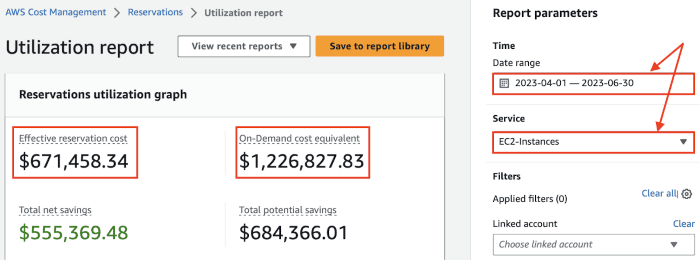 AWS Cost Management > Reservations > Utilization report
Utilization report
View recent reports
Save to report library
Reservations utilization graph
Effective reservation cost
$671,458.34
On-Demand cost equivalent
$1,226,827.83
Total net savings
$555,369.48
Total potential savings
$684,366.01
Report parameters
Time
Date range
2023-04-01 — 2023-06-30
Service
EC2-Instances
Filters
Applied filters (0)
Clear all
Linked account
Clear
Choose linked account